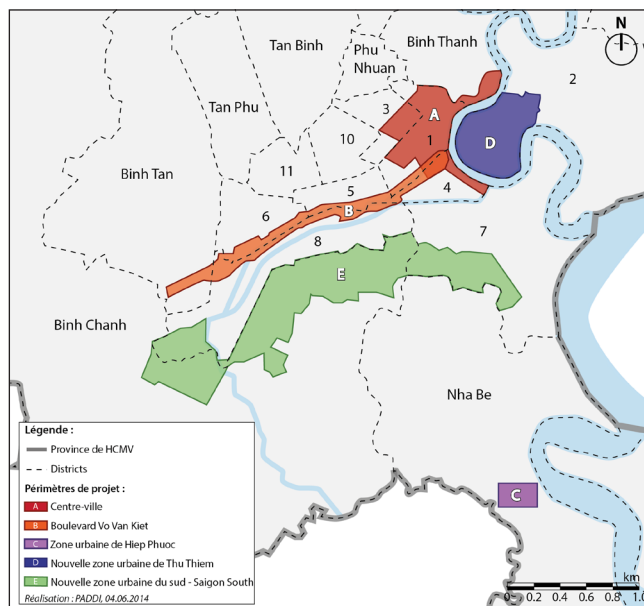 N
Tan Binh
Phu
Nhuan
Binh Thanh
2
Tan Phu
3
A
10
1
D
11
Binh Tan
5
4
6
B
8
7
E
Binh Chanh
Nha Be
C
Légende :
Province de HCMV
Districts
Périmètres de projet :
A Centre-ville
B Boulevard Vo Van Kiet
C Zone urbaine de Hiep Phuoc
D Nouvelle zone urbaine de Thu Thiem
E Nouvelle zone urbaine du sud - Saigon South
Réalisation : PADDI, 04.06.2014
km
0 0.2 0.4 0.6 0.8 1.0